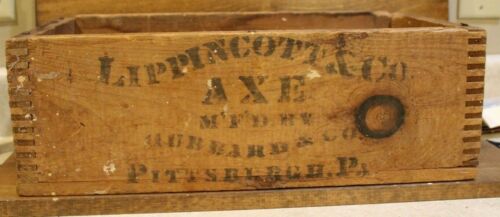 LIPPINCOTT & CO.
AXE
M'F'D. BY
HUBBARD & CO.
PITTSBURGH, PA